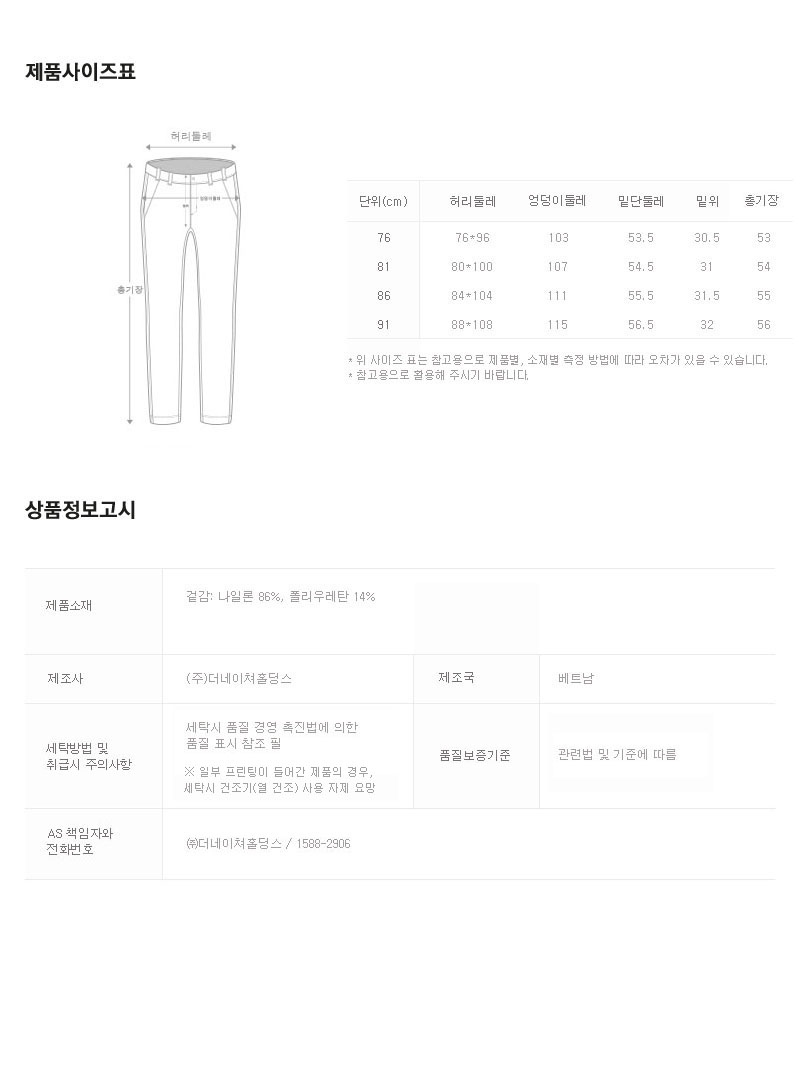 제품사이즈표
허리둘레
엉덩이둘레
총기장
단위(cm) 허리둘레 엉덩이둘레 밑단둘레 밑위 총기장
76 76*96 103 53.5 30.5 53
81 80*100 107 54.5 31 54
86 84*104 111 55.5 31.5 55
91 88*108 115 56.5 32 56
* 위 사이즈 표는 참고용으로 제품별, 소재별 측정 방법에 따라 오차가 있을 수 있습니다.
* 참고용으로 활용해 주시기 바랍니다.
상품정보고시
제품소재 겉감: 나일론 86%, 폴리우레탄 14%
제조사 (주)더네이쳐홀딩스 제조국 베트남
세탁방법 및
취급시 주의사항
세탁시 품질 경영 촉진법에 의한
품질 표시 참조 필
※ 일부 프린팅이 들어간 제품의 경우,
세탁시 건조기(열 건조) 사용 자제 요망
품질보증기준 관련법 및 기준에 따름
AS 책임자와
전화번호
㈜더네이쳐홀딩스 / 1588-2906